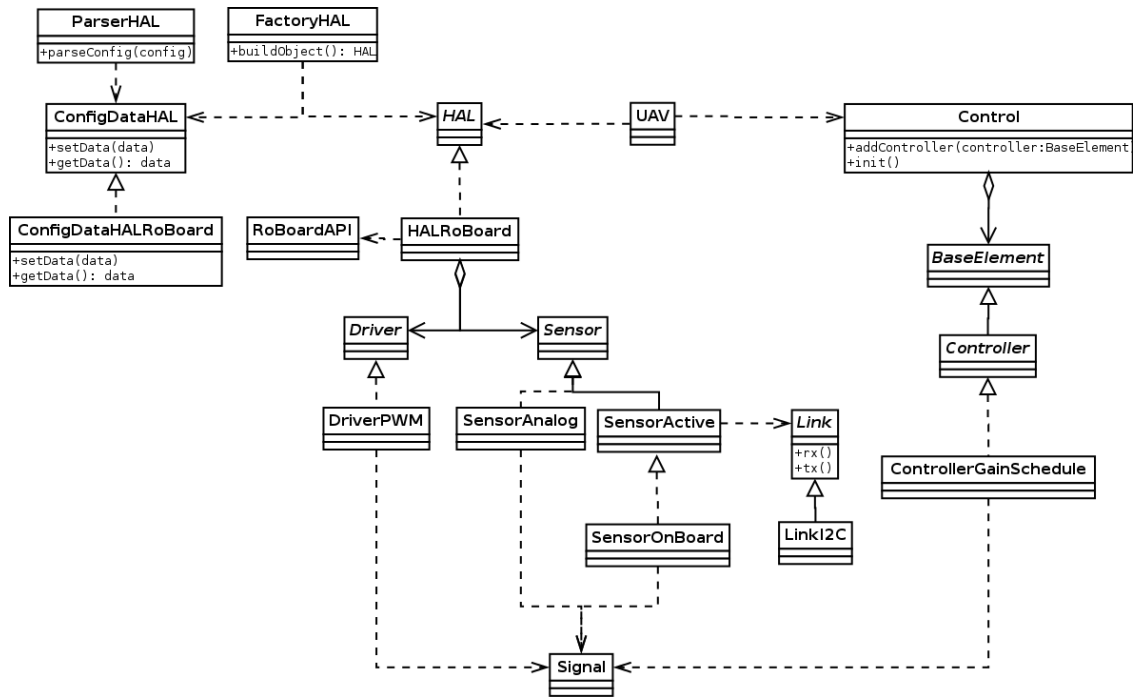 ParserHAL
+parseConfig(config)
FactoryHAL
+buildObject(): HAL
ConfigDataHAL
+setData(data)
+getData(): data
HAL
UAV
Control
+addController(controller:BaseElement)
+init()
ConfigDataHALRoBoard
+setData(data)
+getData(): data
RoBoardAPI
HALRoBoard
BaseElement
Driver
Sensor
Controller
DriverPWM
SensorAnalog
SensorActive
Link
+rx()
+tx()
ControllerGainSchedule
SensorOnBoard
LinkI2C
Signal